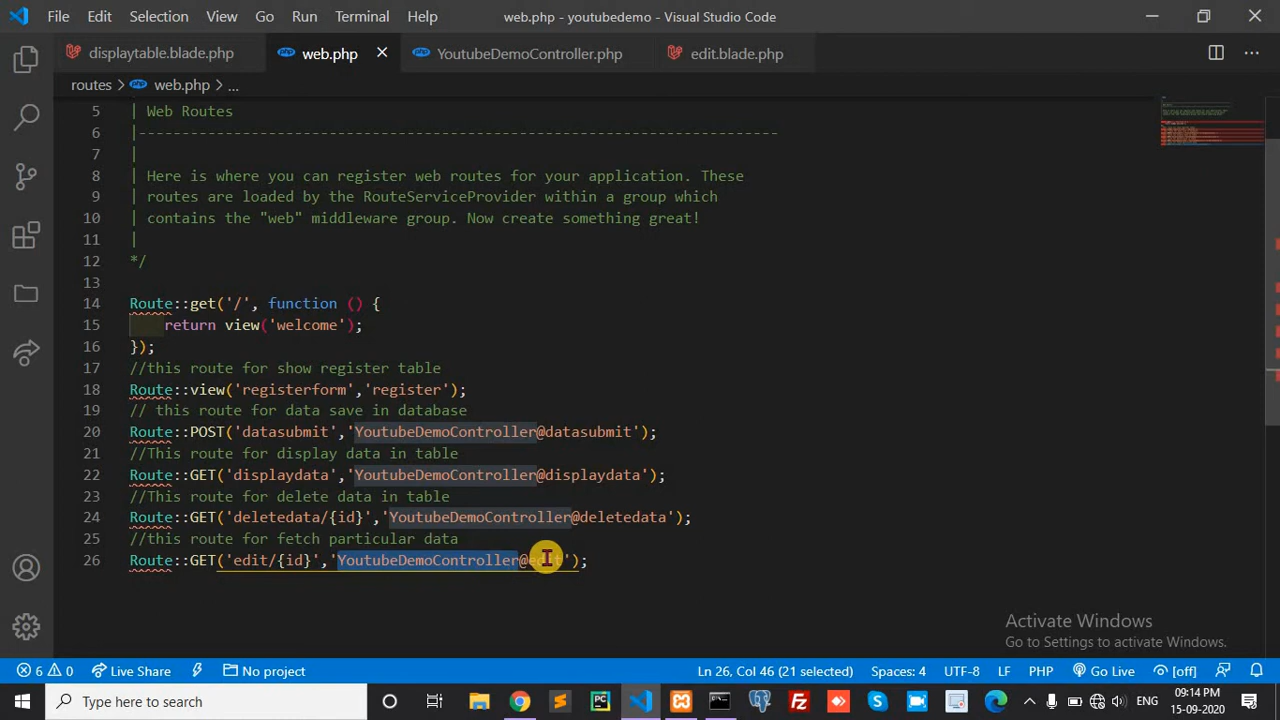 File Edit Selection View Go Run Terminal Help web.php - youtubedemo - Visual Studio Code
displaytable.blade.php web.php YoutubeDemoController.php edit.blade.php
routes > web.php > ...
5 | Web Routes
6 |--------------------------------------------------------------------------
7 |
8 | Here is where you can register web routes for your application. These
9 | routes are loaded by the RouteServiceProvider within a group which
10 | contains the "web" middleware group. Now create something great!
11 |
12 */
13
14 Route::get('/', function () {
15 return view('welcome');
16 });
17 //this route for show register table
18 Route::view('registerform','register');
19 // this route for data save in database
20 Route::POST('datasubmit','YoutubeDemoController@datasubmit');
21 //This route for display data in table
22 Route::GET('displaydata','YoutubeDemoController@displaydata');
23 //This route for delete data in table
24 Route::GET('deletedata/{id}','YoutubeDemoController@deletedata');
25 //this route for fetch particular data
26 Route::GET('edit/{id}','YoutubeDemoController@edit');
Activate Windows
Go to Settings to activate Windows.
6 0 Live Share No project Ln 26, Col 46 (21 selected) Spaces: 4 UTF-8 LF PHP Go Live [off]
Type here to search ENG 09:14 PM
15-09-2020